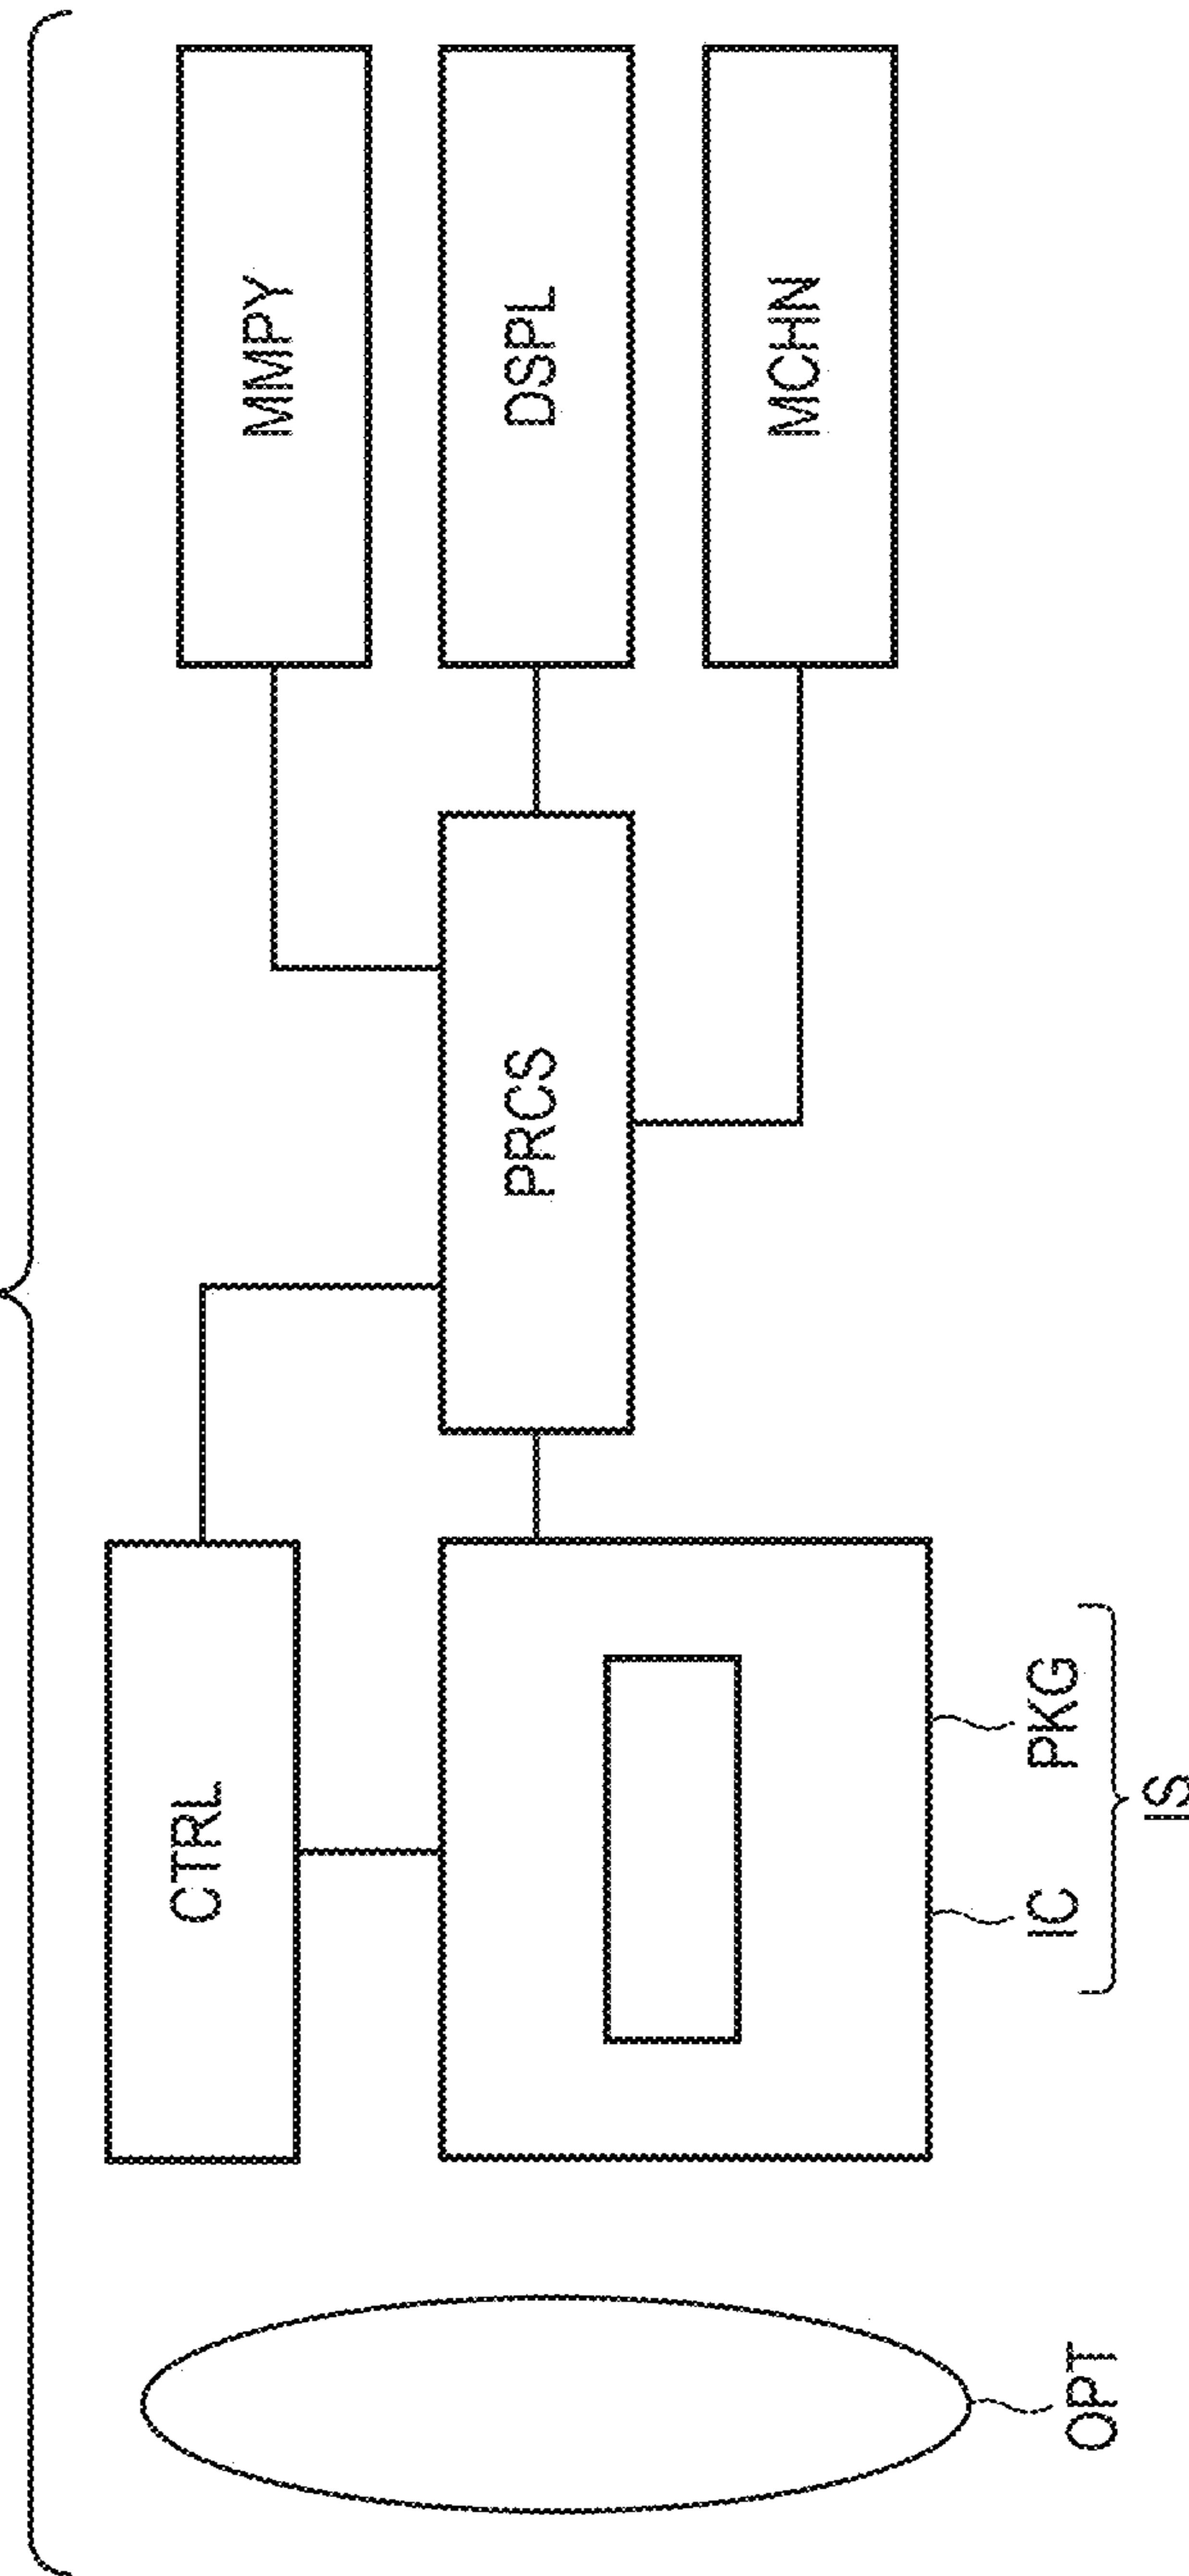 CTRL
PRCS
MMPY
DSPL
MCHN
OPT
IC
PKG
IS